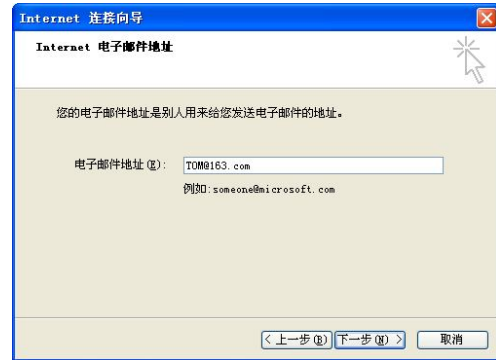 Internet 连接向导
Internet 电子邮件地址
您的电子邮件地址是别人用来给您发送电子邮件的地址。
电子邮件地址(E): TOM@163.com
例如:someone@microsoft.com
< 上一步(B) 下一步(N) > 取消